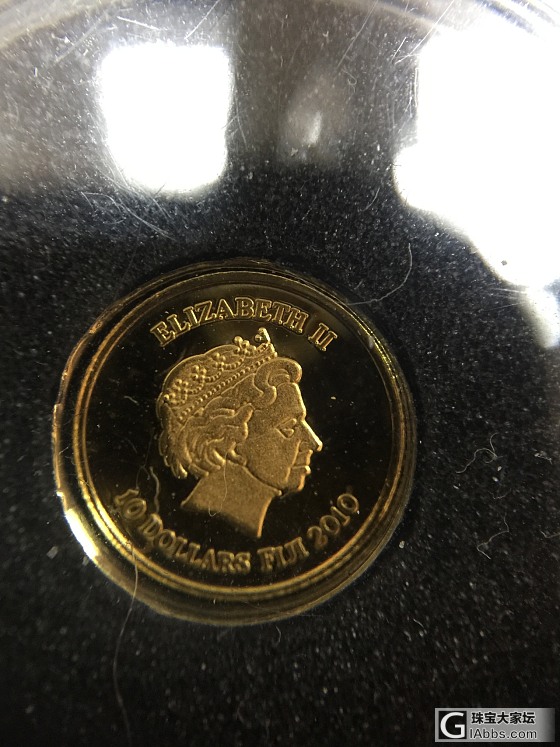 ELIZABETH II
10 DOLLARS FIJI 2010
G 珠宝大家坛
GIAbbs.com